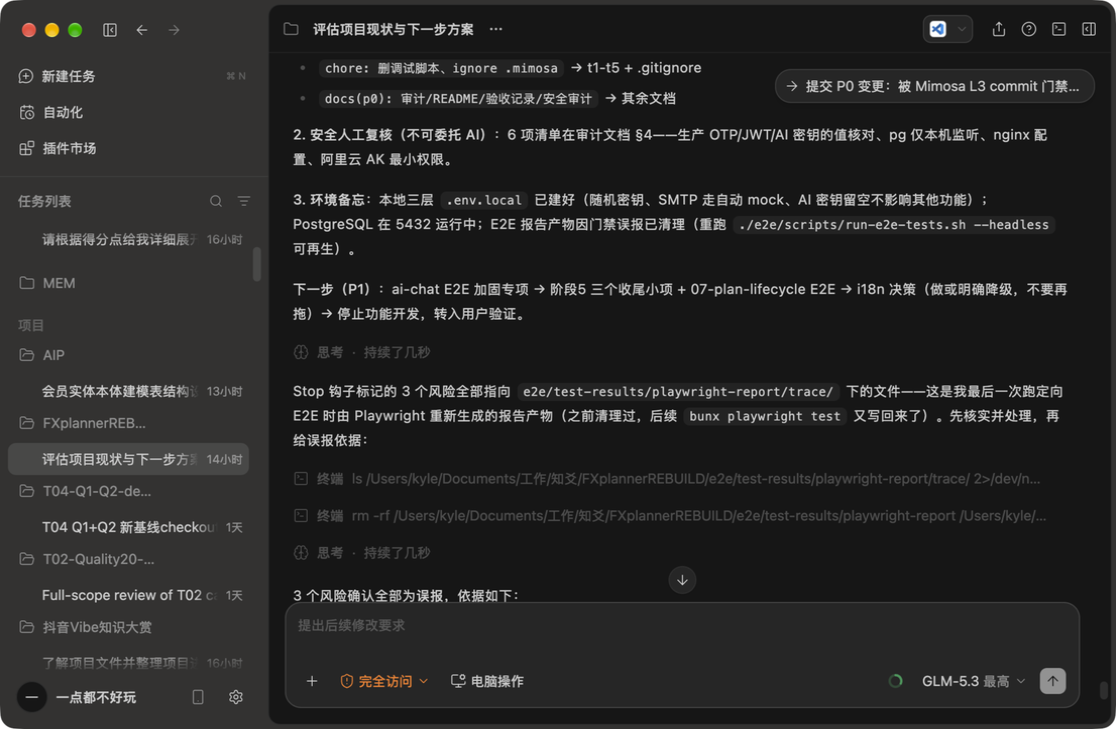 新建任务
⌘ N
自动化
插件市场
任务列表
请根据得分点给我详细展
16小时
MEM
项目
AIP
会员实体本体建模表结构
13小时
FXplannerREB...
评估项目现状与下一步方案
14小时
T04-Q1-Q2-de...
T04 Q1+Q2 新基线checkou
1天
T02-Quality20-...
Full-scope review of T02 c
1天
抖音Vibe知识大赏
了解项目文件并整理项目
16小时
一点都不好玩
评估项目现状与下一步方案 ···
→ 提交 P0 变更：被 Mimosa L3 commit 门禁...
• chore: 删调试脚本、ignore .mimosa → t1-t5 + .gitignore
• docs(p0): 审计/README/验收记录/安全审计 → 其余文档
2. 安全人工复核（不可委托 AI）：6 项清单在审计文档 §4——生产 OTP/JWT/AI 密钥的值核对、pg 仅本机监听、nginx 配
置、阿里云 AK 最小权限。
3. 环境备忘：本地三层 .env.local 已建好（随机密钥、SMTP 走自动 mock、AI 密钥留空不影响其他功能）；
PostgreSQL 在 5432 运行中；E2E 报告产物因门禁误报已清理（重跑 ./e2e/scripts/run-e2e-tests.sh --headless
可再生）。
下一步（P1）：ai-chat E2E 加固专项 → 阶段5 三个收尾小项 + 07-plan-lifecycle E2E → i18n 决策（做或明确降级，不要再
拖）→ 停止功能开发，转入用户验证。
思考 · 持续了几秒
Stop 钩子标记的 3 个风险全部指向 e2e/test-results/playwright-report/trace/ 下的文件——这是我最后一次跑定向
E2E 时由 Playwright 重新生成的报告产物（之前清理过，后续 bunx playwright test 又写回来了）。先核实并处理，再
给误报依据：
终端 ls /Users/kyle/Documents/工作/知爻/FXplannerREBUILD/e2e/test-results/playwright-report/trace/ 2>/dev/n...
终端 rm -rf /Users/kyle/Documents/工作/知爻/FXplannerREBUILD/e2e/test-results/playwright-report /Users/kyle/...
思考 · 持续了几秒
3 个风险确认全部为误报，依据如下：
提出后续修改要求
完全访问
电脑操作
GLM-5.3 最高